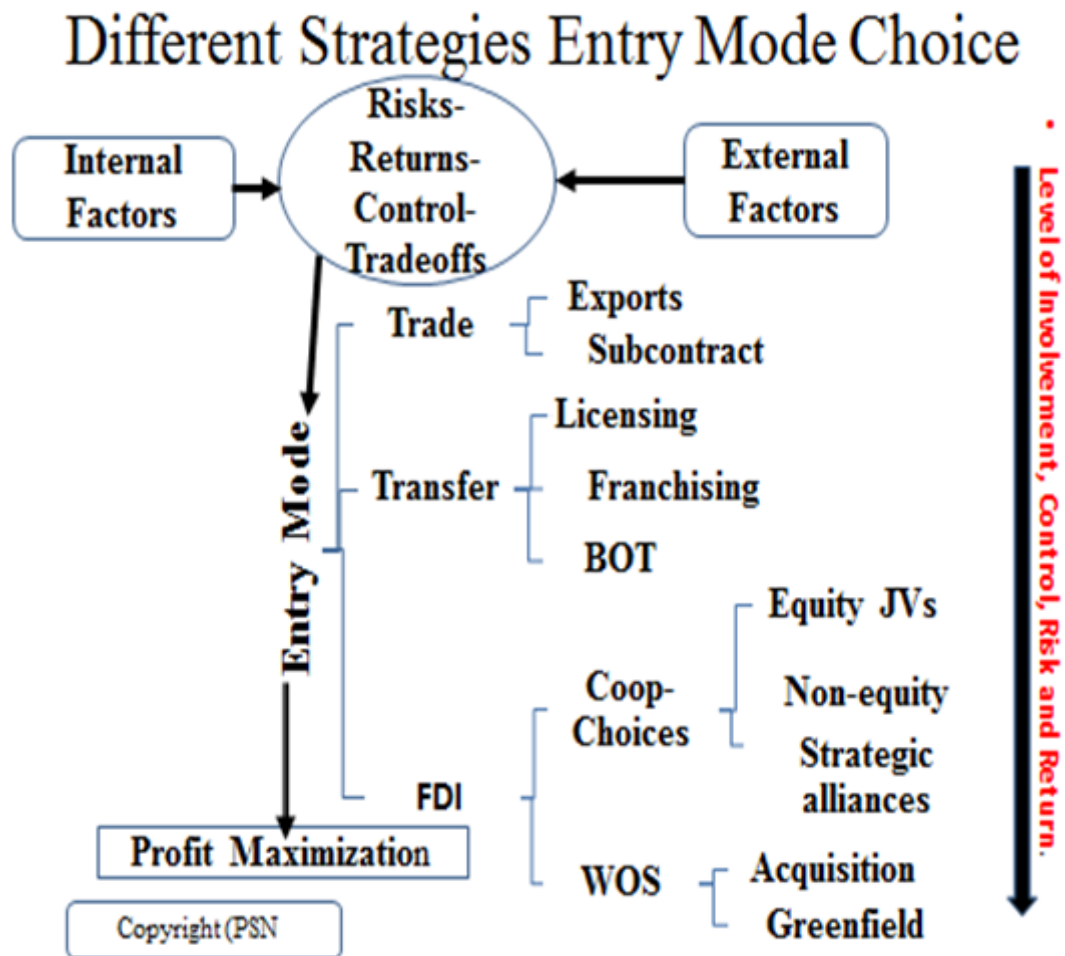 Different Strategies Entry Mode Choice
Internal
Factors
Risks-
Returns-
Control-
Tradeoffs
External
Factors
• Level of Involvement, Control, Risk and Return.
Entry Mode
Trade
Exports
Subcontract
Transfer
Licensing
Franchising
BOT
FDI
Coop-
Choices
Equity JVs
Non-equity
Strategic
alliances
WOS
Acquisition
Greenfield
Profit Maximization
Copyright (PSN